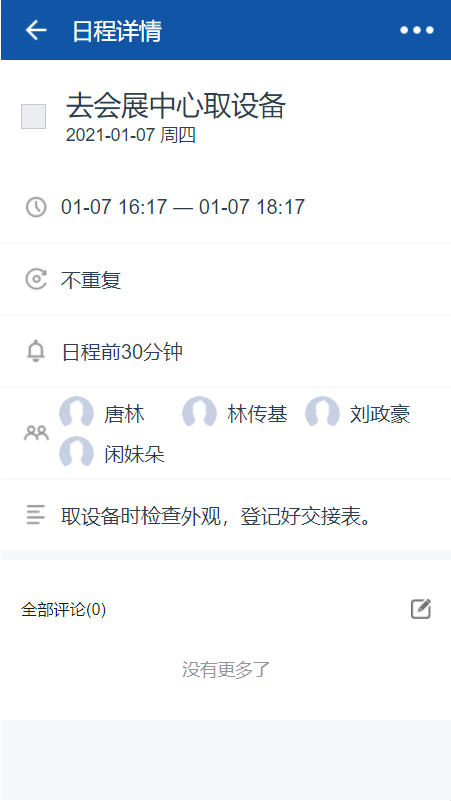 日程详情
去会展中心取设备
2021-01-07 周四
01-07 16:17 — 01-07 18:17
不重复
日程前30分钟
唐林 林传基 刘政豪
闲妹朵
取设备时检查外观，登记好交接表。
全部评论(0)
没有更多了